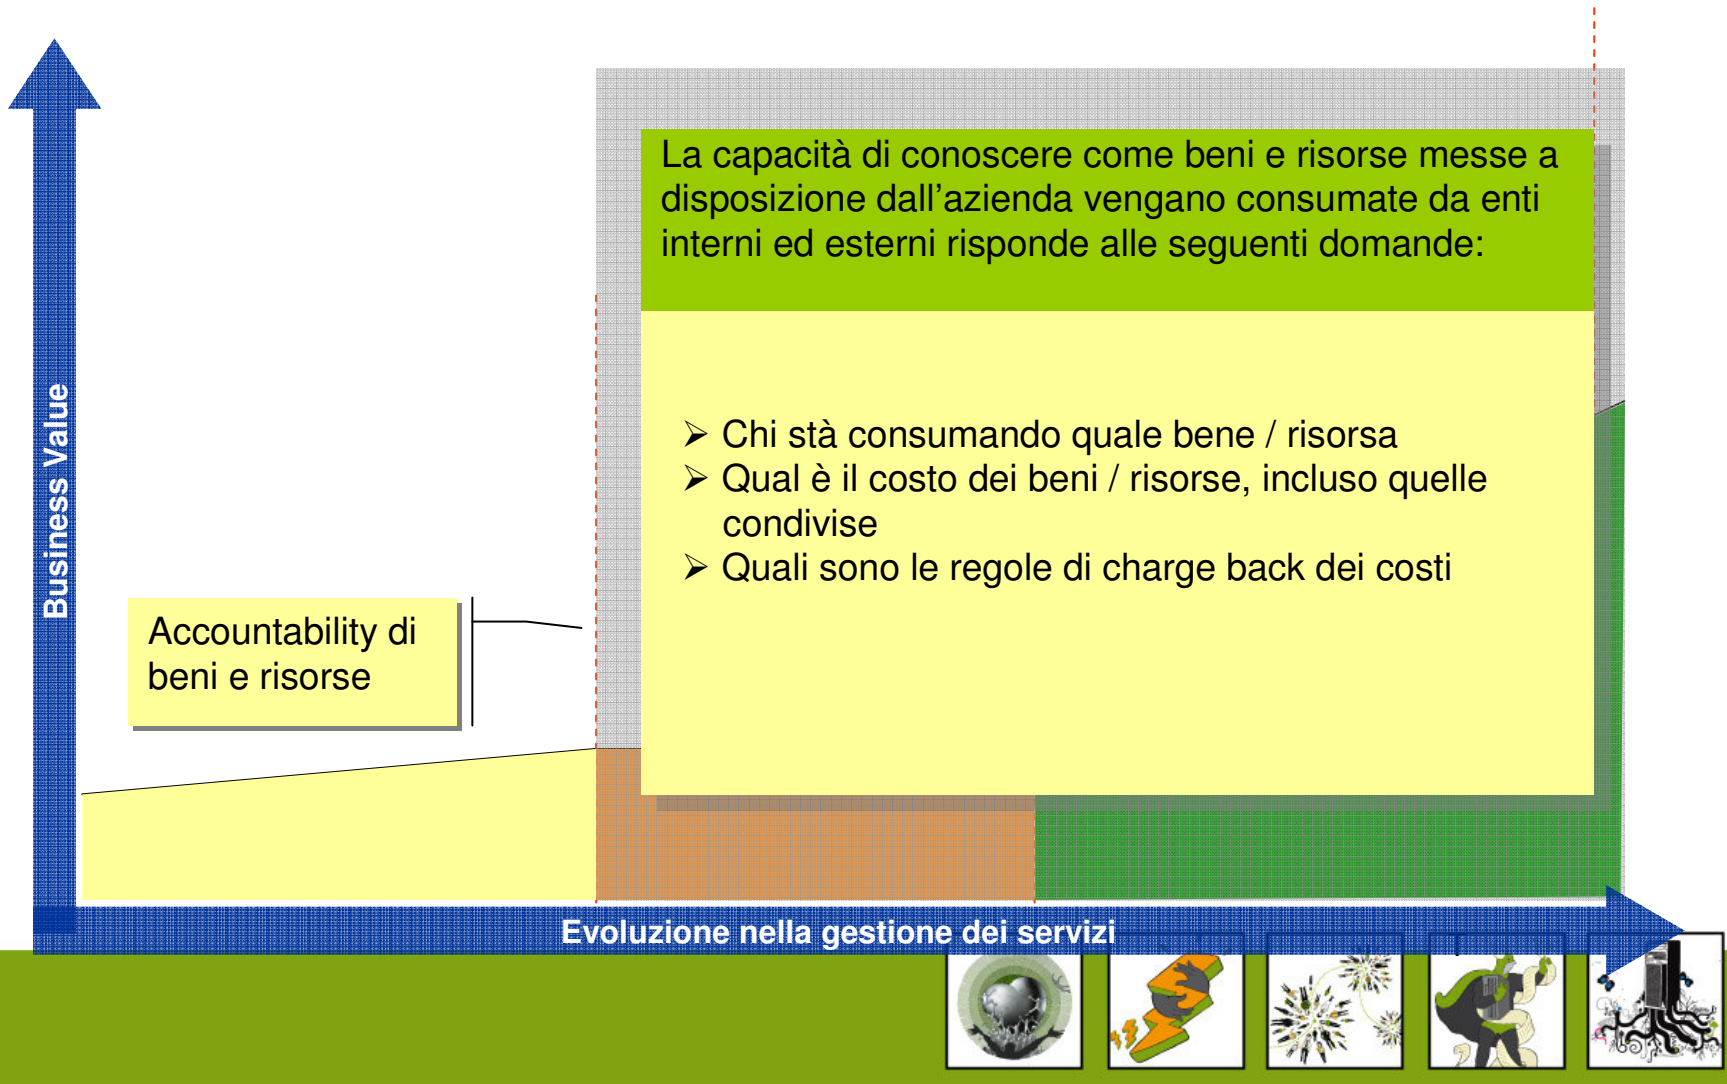 La capacità di conoscere come beni e risorse messe a
disposizione dall'azienda vengano consumate da enti
interni ed esterni risponde alle seguenti domande:
➢ Chi stà consumando quale bene / risorsa
➢ Qual è il costo dei beni / risorse, incluso quelle
condivise
➢ Quali sono le regole di charge back dei costi
Business Value
Accountability di
beni e risorse
Evoluzione nella gestione dei servizi